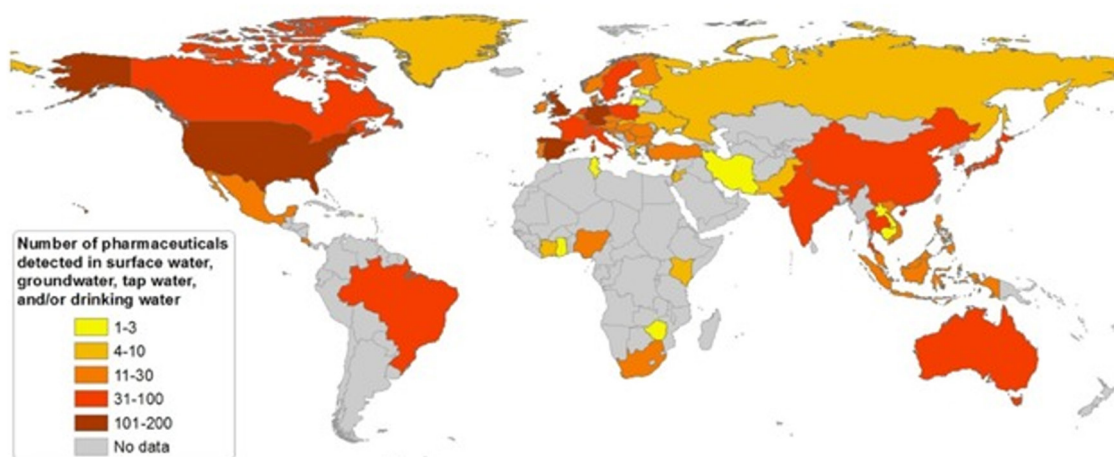 Number of pharmaceuticals
detected in surface water,
groundwater, tap water,
and/or drinking water
1-3
4-10
11-30
31-100
101-200
No data